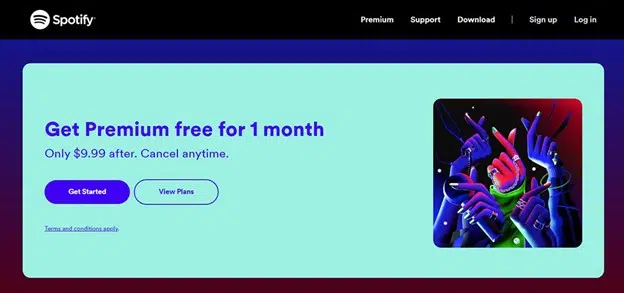 Spotify®
Premium Support Download | Sign up Log in
Get Premium free for 1 month
Only $9.99 after. Cancel anytime.
Get Started View Plans
Terms and conditions apply.